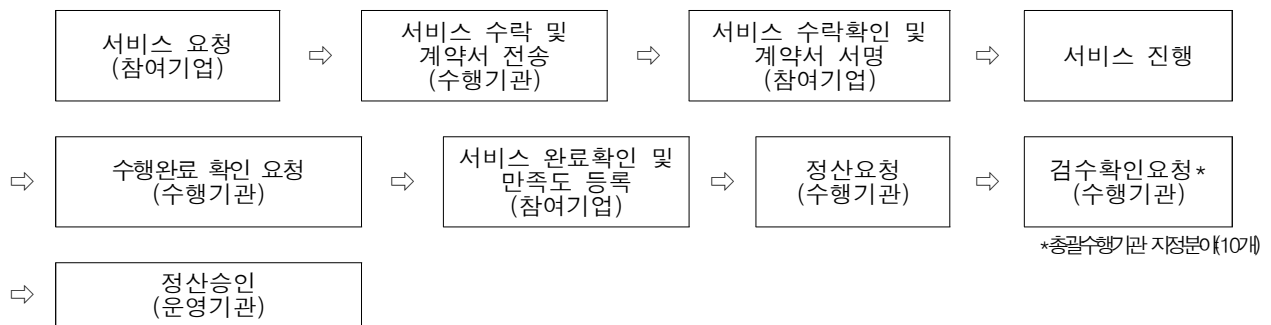 서비스 요청
(참여기업)
⇨
서비스 수락 및
계약서 전송
(수행기관)
⇨
서비스 수락확인 및
계약서 서명
(참여기업)
⇨
서비스 진행
⇨
수행완료 확인 요청
(수행기관)
⇨
서비스 완료확인 및
만족도 등록
(참여기업)
⇨
정산요청
(수행기관)
⇨
검수확인요청*
(수행기관)
*총괄수행기관 지정분야(10개)
⇨
정산승인
(운영기관)